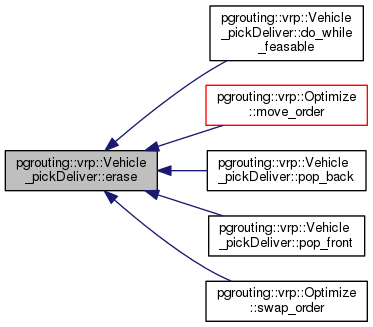 pgrouting::vrp::Vehicle
_pickDeliver::erase
pgrouting::vrp::Vehicle
_pickDeliver::do_while
_feasable
pgrouting::vrp::Optimize
::move_order
pgrouting::vrp::Vehicle
_pickDeliver::pop_back
pgrouting::vrp::Vehicle
_pickDeliver::pop_front
pgrouting::vrp::Optimize
::swap_order